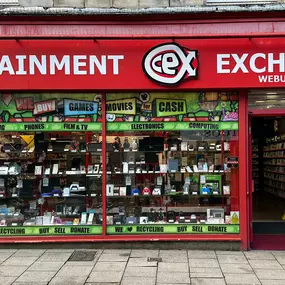 AINMENT CEX EXCH
WEBU
BUY GAMES MOVIES CASH
PHONES FILM & TV ELECTRONICS COMPUTING
RECYCLING BUY SELL DONATE WE RECYCLING BUY SELL DONATE